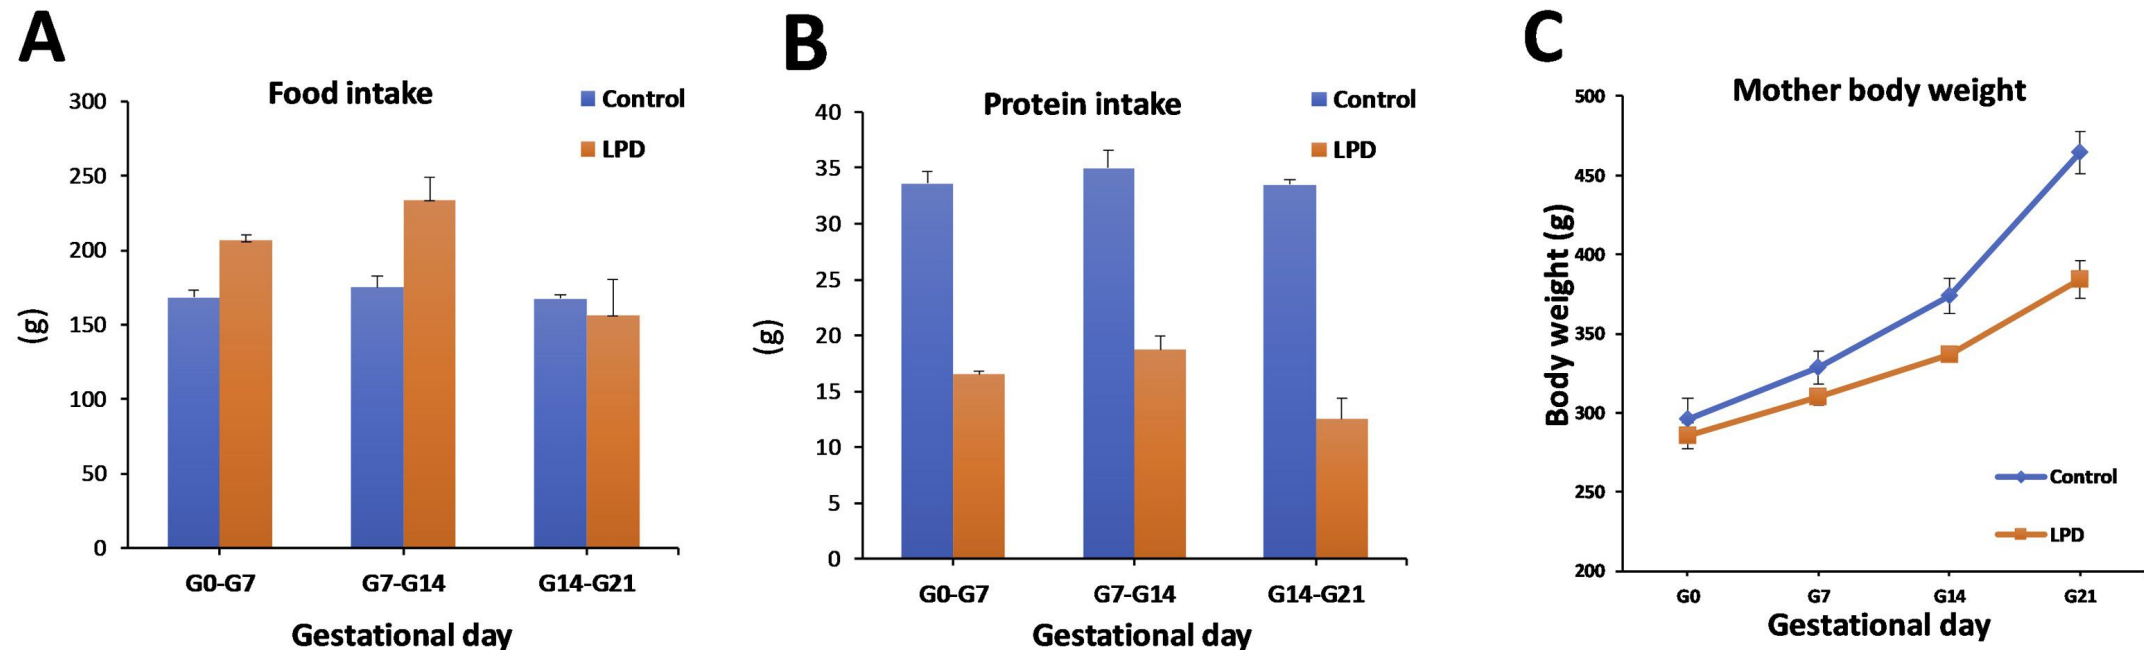 A
Food intake
Control
LPD
300
250
200
150
100
50
0
(g)
G0-G7
G7-G14
G14-G21
Gestational day
B
Protein intake
Control
LPD
40
35
30
25
20
15
10
5
0
(g)
G0-G7
G7-G14
G14-G21
Gestational day
C
Mother body weight
500
450
400
350
300
250
200
Body weight (g)
Control
LPD
G0
G7
G14
G21
Gestational day